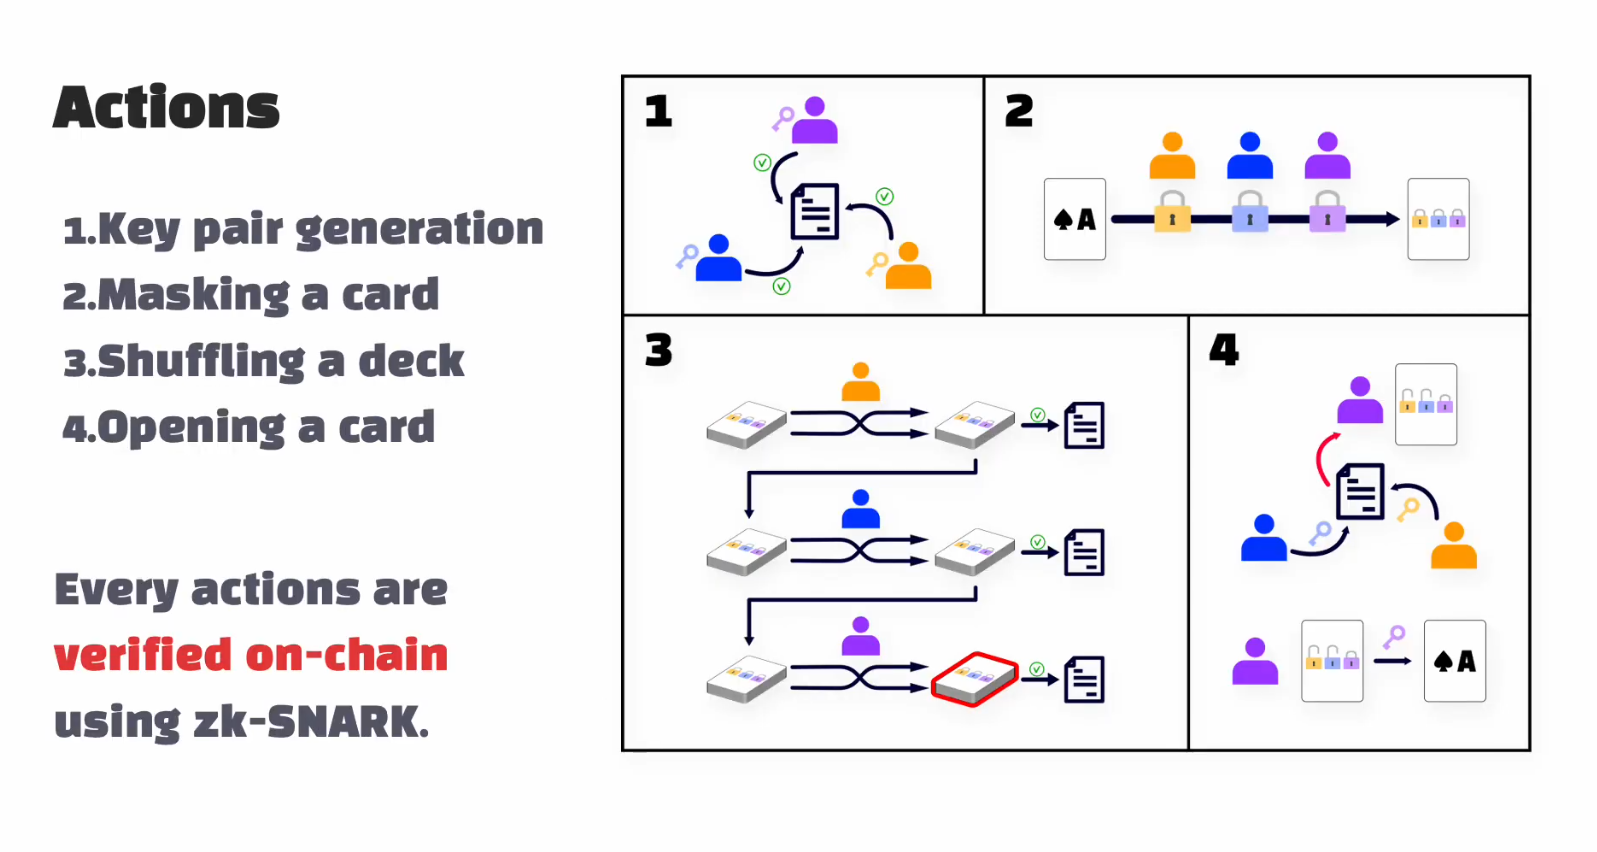 Actions
1.Key pair generation
2.Masking a card
3.Shuffling a deck
4.Opening a card
Every actions are
verified on-chain
using zk-SNARK.
1
2
♠A
3
4
♠A